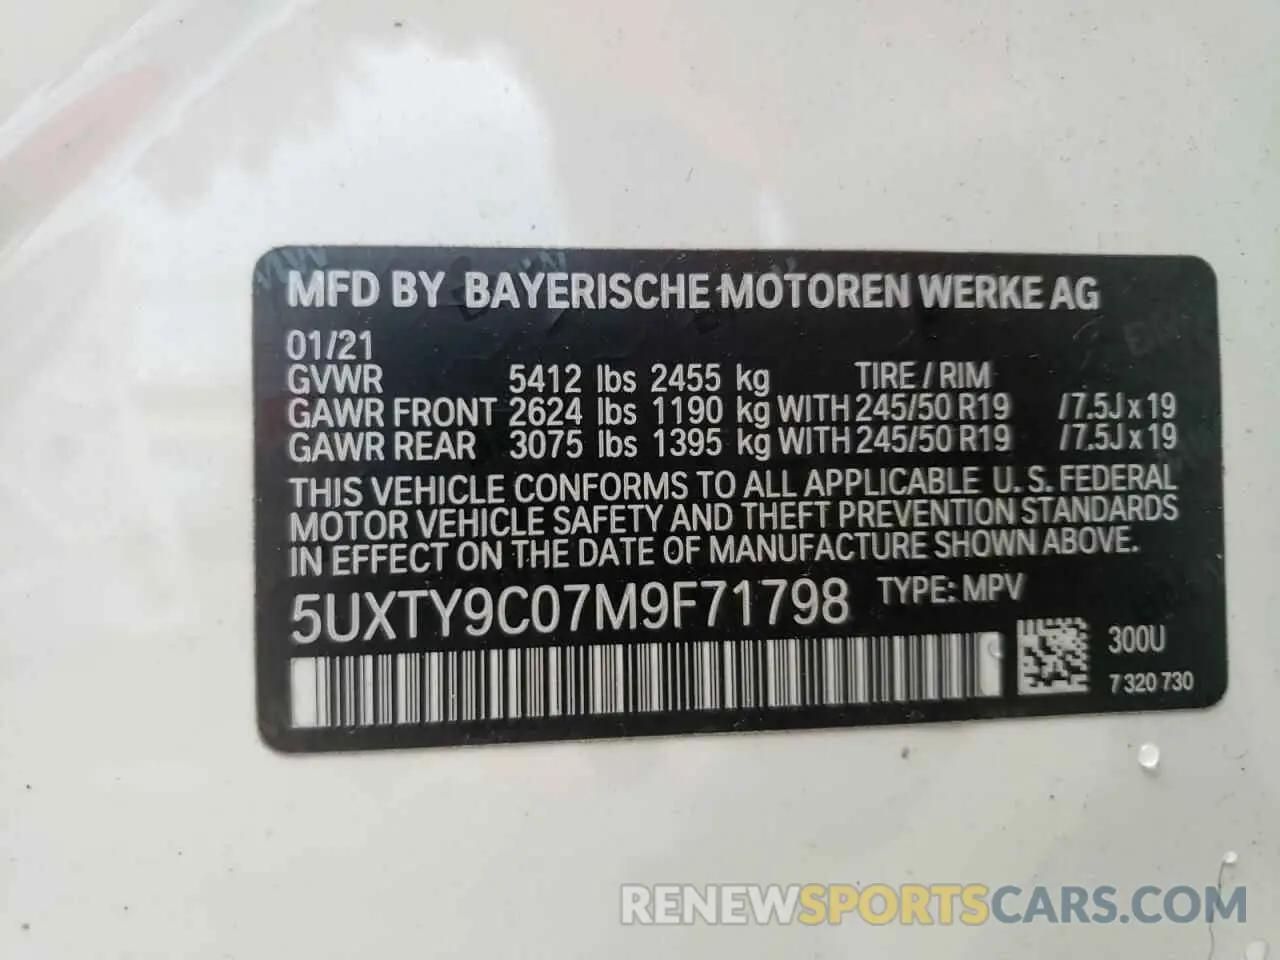 MFD BY BAYERISCHE MOTOREN WERKE AG
01/21
GVWR 5412 lbs 2455 kg TIRE / RIM
GAWR FRONT 2624 lbs 1190 kg WITH 245/50 R19 /7.5J x 19
GAWR REAR 3075 lbs 1395 kg WITH 245/50 R19 /7.5J x 19
THIS VEHICLE CONFORMS TO ALL APPLICABLE U. S. FEDERAL
MOTOR VEHICLE SAFETY AND THEFT PREVENTION STANDARDS
IN EFFECT ON THE DATE OF MANUFACTURE SHOWN ABOVE.
5UXTY9C07M9F71798 TYPE: MPV
300U
7 320 730
RENEWSPORTSCARS.COM